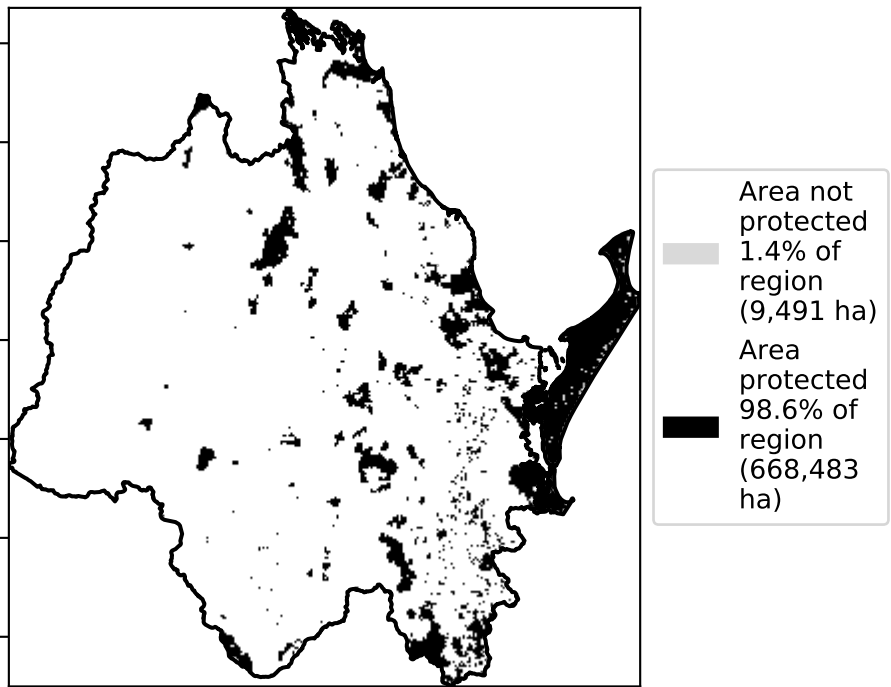 Area not
protected
1.4% of
region
(9,491 ha)
Area
protected
98.6% of
region
(668,483
ha)